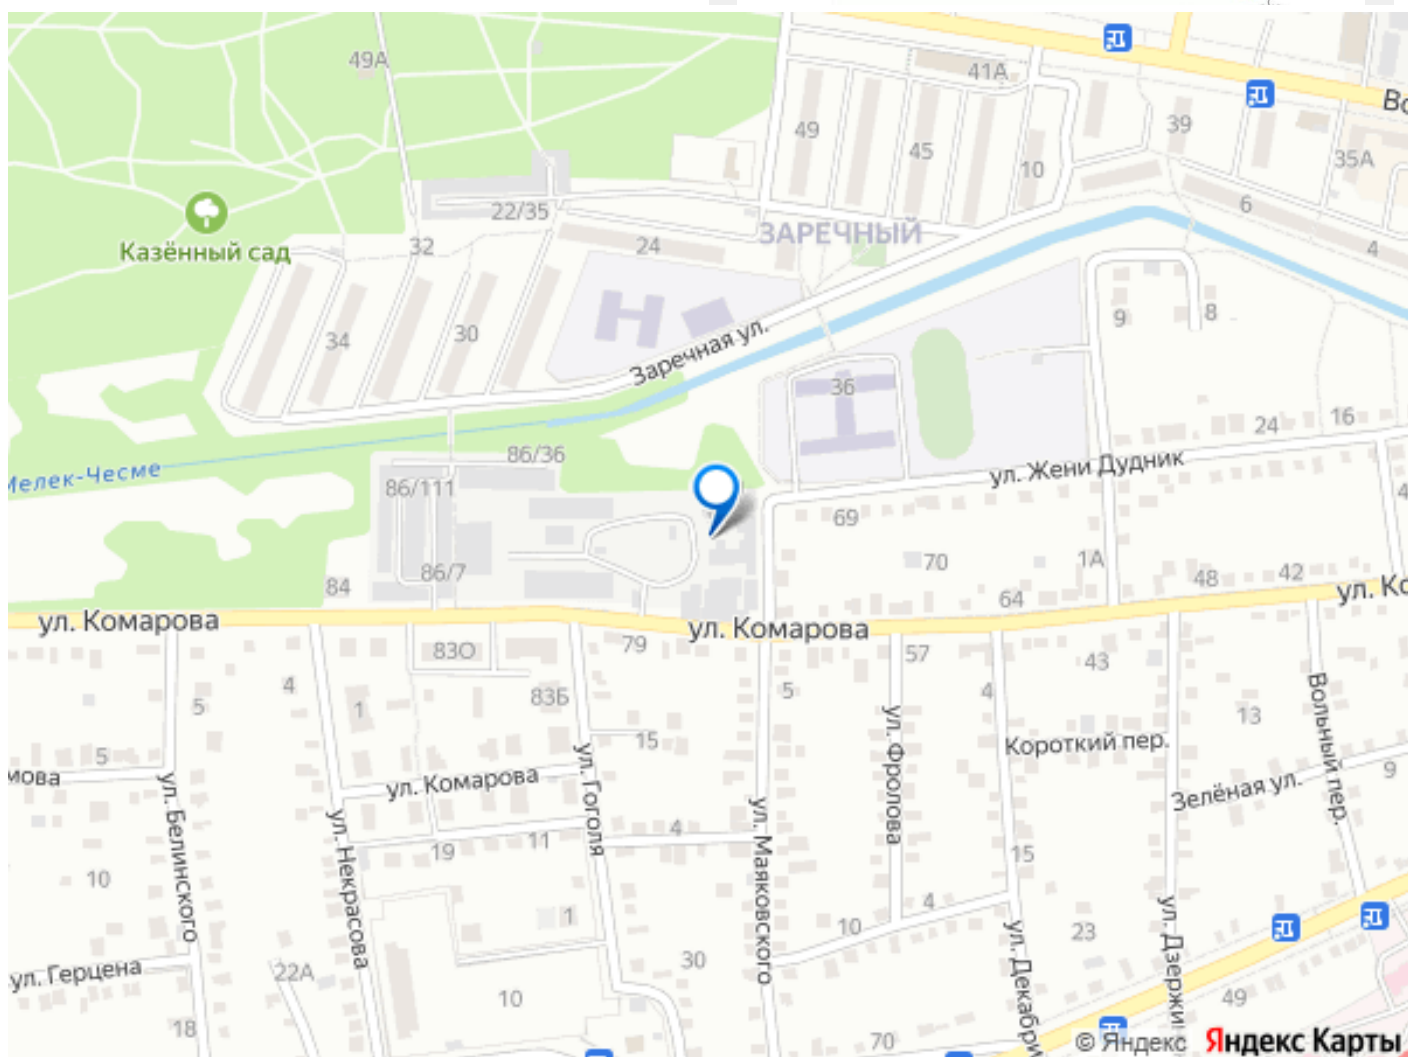 49А
41А
Во
49
45
10
39
35А
22/35
6
Казённый сад
32
24
ЗАРЕЧНЫЙ
4
34
30
Заречная ул.
9
8
36
24
16
Мелек-Чесме
86/36
86/111
ул. Жени Дудник
4
69
70
1А
86/7
84
64
48
42
ул. Ко
ул. Комарова
ул. Комарова
83О
79
57
43
5
4
1
83Б
5
4
13
15
Короткий пер.
Вольный пер.
5
мова
ул. Комарова
ул. Гоголя
ул. Фролова
Зелёная ул.
9
ул. Белинского
ул. Некрасова
19
11
4
ул. Маяковского
15
10
1
10
4
ул. Декабри
23
ул. Дзержи
ул. Герцена
22А
30
10
49
18
70
© Яндекс Яндекс Карты